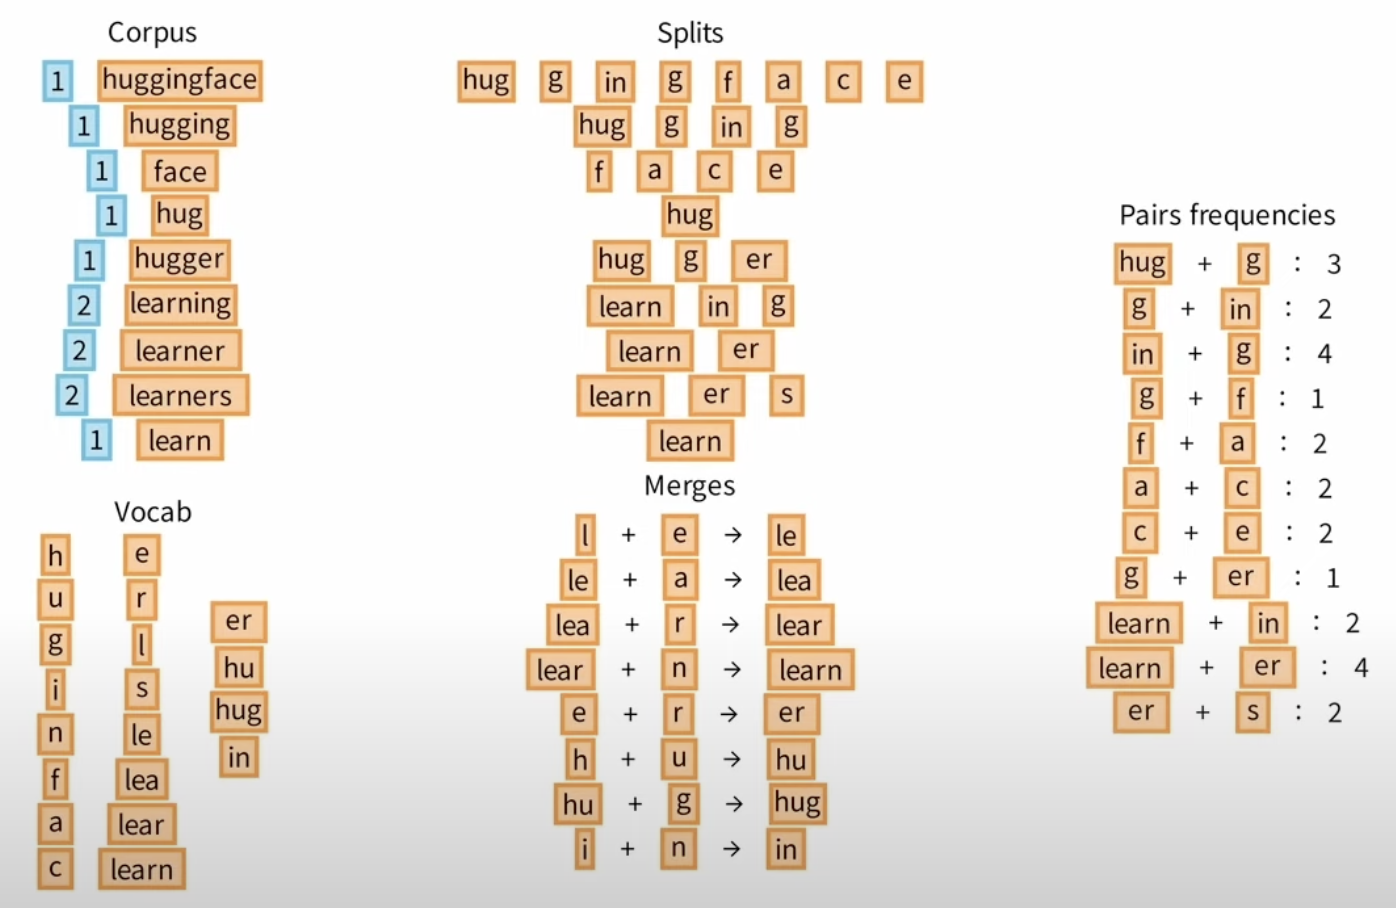 Corpus
1 huggingface
1 hugging
1 face
1 hug
1 hugger
2 learning
2 learner
2 learners
1 learn
Splits
hug g in g f a c e
hug g in g
f a c e
hug
hug g er
learn in g
learn er
learn er s
learn
Vocab
h
u
g
i
n
f
a
c
e
r
l
s
le
lea
lear
learn
er
hu
hug
in
Merges
l + e → le
le + a → lea
lea + r → lear
lear + n → learn
e + r → er
h + u → hu
hu + g → hug
i + n → in
Pairs frequencies
hug + g : 3
g + in : 2
in + g : 4
g + f : 1
f + a : 2
a + c : 2
c + e : 2
g + er : 1
learn + in : 2
learn + er : 4
er + s : 2